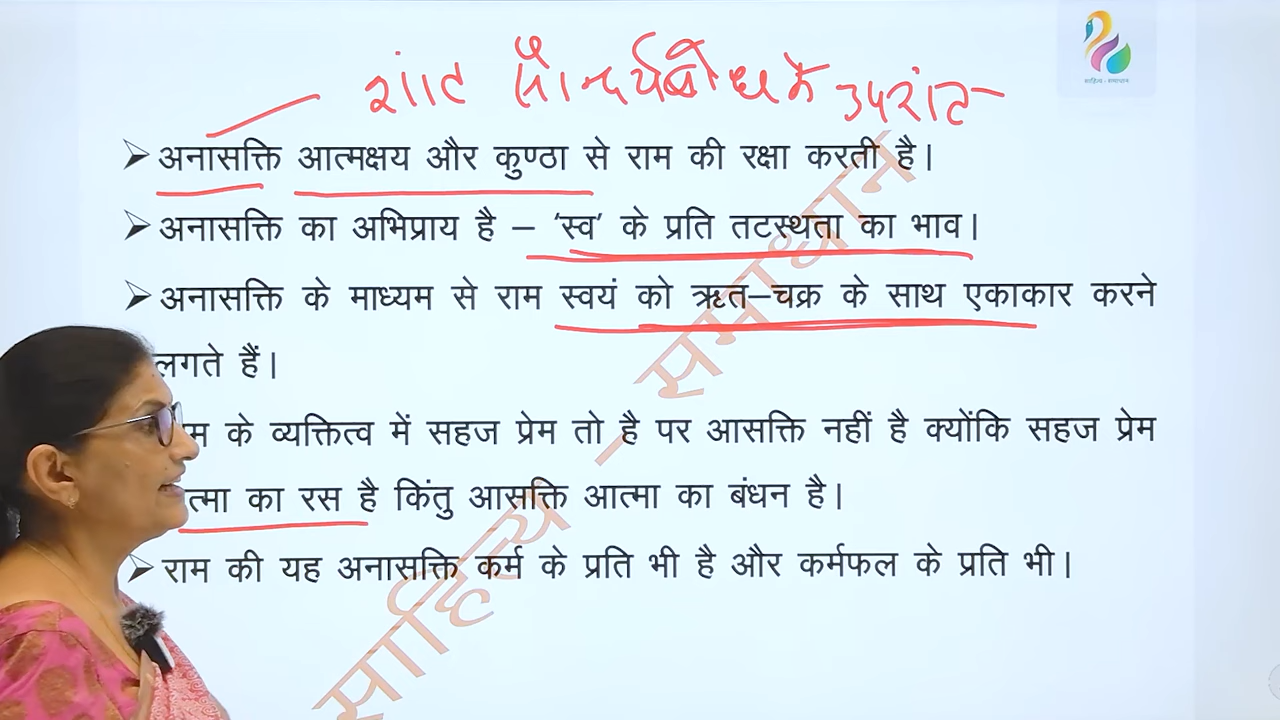 शांत सौन्दर्यबोध के उपरांत
साहित्य - समाधान
➢ अनासक्ति आत्मक्षय और कुण्ठा से राम की रक्षा करती है।
➢ अनासक्ति का अभिप्राय है – 'स्व' के प्रति तटस्थता का भाव।
➢ अनासक्ति के माध्यम से राम स्वयं को ऋत–चक्र के साथ एकाकार करने
लगते हैं।
म के व्यक्तित्व में सहज प्रेम तो है पर आसक्ति नहीं है क्योंकि सहज प्रेम
त्मा का रस है किंतु आसक्ति आत्मा का बंधन है।
➢ राम की यह अनासक्ति कर्म के प्रति भी है और कर्मफल के प्रति भी।
साहित्य - समाधान